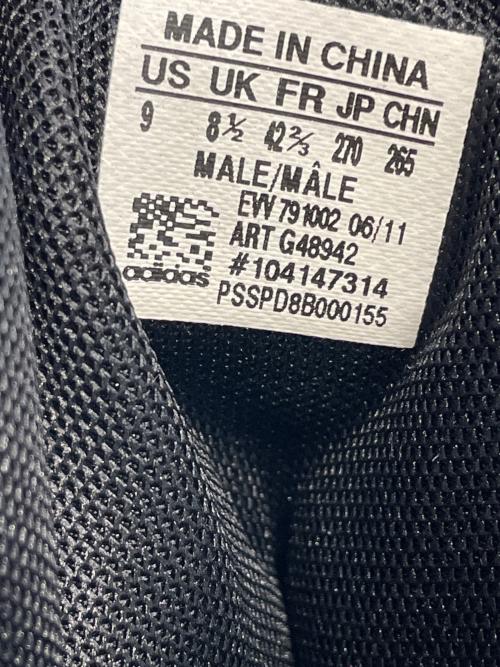 MADE IN CHINA
US UK FR JP CHN
9 8½ 42⅔ 270 265
MALE/MÂLE
EVV 791002 06/11
ART G48942
#104147314
adidas
PSSPD8B000155